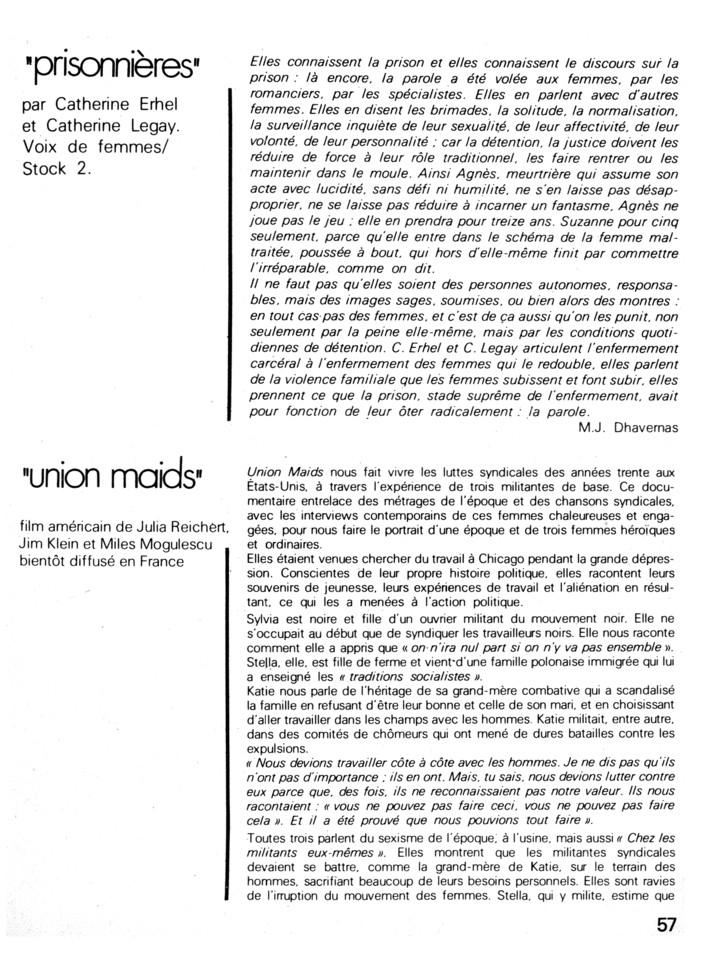 "prisonnières"
par Catherine Erhel
et Catherine Legay.
Voix de femmes/
Stock 2.
Elles connaissent la prison et elles connaissent le discours sur la
prison : là encore, la parole a été volée aux femmes, par les
romanciers, par les spécialistes. Elles en parlent avec d'autres
femmes. Elles en disent les brimades, la solitude, la normalisation,
la surveillance inquiète de leur sexualité, de leur affectivité, de leur
volonté, de leur personnalité ; car la détention, la justice doivent les
réduire de force à leur rôle traditionnel, les faire rentrer ou les
maintenir dans le moule. Ainsi Agnès, meurtrière qui assume son
acte avec lucidité, sans défi ni humilité, ne s'en laisse pas désap-
proprier, ne se laisse pas réduire à incarner un fantasme, Agnès ne
joue pas le jeu ; elle en prendra pour treize ans. Suzanne pour cinq
seulement, parce qu'elle entre dans le schéma de la femme mal-
traitée, poussée à bout, qui hors d'elle-même finit par commettre
l'irréparable, comme on dit.
Il ne faut pas qu'elles soient des personnes autonomes, responsa-
bles, mais des images sages, soumises, ou bien alors des montres :
en tout cas pas des femmes, et c'est de ça aussi qu'on les punit, non
seulement par la peine elle-même, mais par les conditions quoti-
diennes de détention. C. Erhel et C. Legay articulent l'enfermement
carcéral à l'enfermement des femmes qui le redouble, elles parlent
de la violence familiale que les femmes subissent et font subir, elles
prennent ce que la prison, stade suprême de l'enfermement, avait
pour fonction de leur ôter radicalement : la parole.
M.J. Dhavernas
"union maids"
film américain de Julia Reichert,
Jim Klein et Miles Mogulescu
bientôt diffusé en France
Union Maids nous fait vivre les luttes syndicales des années trente aux
États-Unis, à travers l'expérience de trois militantes de base. Ce docu-
mentaire entrelace des métrages de l'époque et des chansons syndicales,
avec les interviews contemporains de ces femmes chaleureuses et enga-
gées, pour nous faire le portrait d'une époque et de trois femmes héroïques
et ordinaires.
Elles étaient venues chercher du travail à Chicago pendant la grande dépres-
sion. Conscientes de leur propre histoire politique, elles racontent leurs
souvenirs de jeunesse, leurs expériences de travail et l'aliénation en résul-
tant, ce qui les a menées à l'action politique.
Sylvia est noire et fille d'un ouvrier militant du mouvement noir. Elle ne
s'occupait au début que de syndiquer les travailleurs noirs. Elle nous raconte
comment elle a appris que « on n'ira nul part si on n'y va pas ensemble ».
Stella, elle, est fille de ferme et vient d'une famille polonaise immigrée qui lui
a enseigné les « traditions socialistes ».
Katie nous parle de l'héritage de sa grand-mère combative qui a scandalisé
la famille en refusant d'être leur bonne et celle de son mari, et en choisissant
d'aller travailler dans les champs avec les hommes. Katie militait, entre autre,
dans des comités de chômeurs qui ont mené de dures batailles contre les
expulsions.
« Nous devions travailler côte à côte avec les hommes. Je ne dis pas qu'ils
n'ont pas d'importance ; ils en ont. Mais, tu sais, nous devions lutter contre
eux parce que, des fois, ils ne reconnaissaient pas notre valeur. Ils nous
racontaient : « vous ne pouvez pas faire ceci, vous ne pouvez pas faire
cela ». Et il a été prouvé que nous pouvions tout faire ».
Toutes trois parlent du sexisme de l'époque, à l'usine, mais aussi « Chez les
militants eux-mêmes ». Elles montrent que les militantes syndicales
devaient se battre, comme la grand-mère de Katie, sur le terrain des
hommes, sacrifiant beaucoup de leurs besoins personnels. Elles sont ravies
de l'irruption du mouvement des femmes. Stella, qui y milite, estime que
57